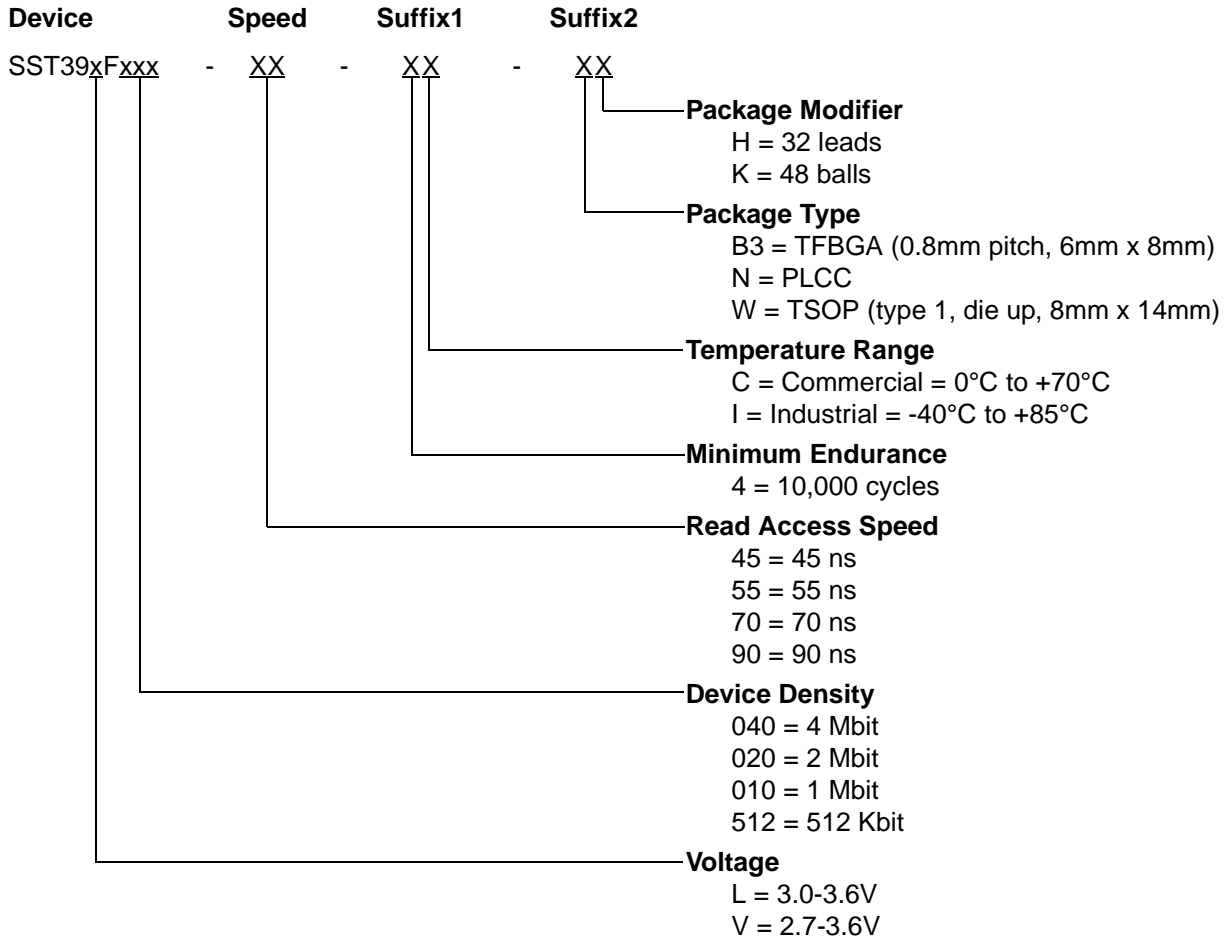 Device Speed Suffix1 Suffix2
SST39xFxxx - XX - XX - XX
Package Modifier
H = 32 leads
K = 48 balls
Package Type
B3 = TFBGA (0.8mm pitch, 6mm x 8mm)
N = PLCC
W = TSOP (type 1, die up, 8mm x 14mm)
Temperature Range
C = Commercial = 0°C to +70°C
I = Industrial = -40°C to +85°C
Minimum Endurance
4 = 10,000 cycles
Read Access Speed
45 = 45 ns
55 = 55 ns
70 = 70 ns
90 = 90 ns
Device Density
040 = 4 Mbit
020 = 2 Mbit
010 = 1 Mbit
512 = 512 Kbit
Voltage
L = 3.0-3.6V
V = 2.7-3.6V